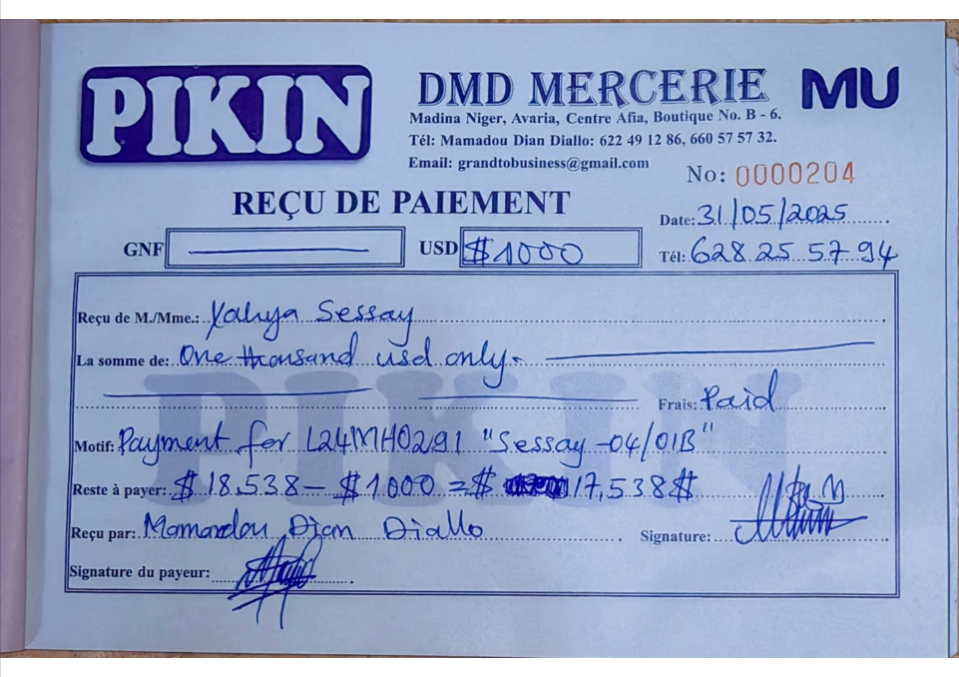 PIKIN
DMD MERCERIE
MU
Madina Niger, Avaria, Centre Afia, Boutique No. B - 6.
Tél: Mamadou Dian Diallo: 622 49 12 86, 660 57 57 32.
Email: grandtobusiness@gmail.com
No: 0000204
REÇU DE PAIEMENT
Date: 31/05/2025
GNF
USD $1000
Tél: 628.25.57.94
Reçu de M./Mme.: Yahya Sessay
La somme de: One thousand usd only.
Frais: Paid
Motif: Payment for L24MH0291 "Sessay-04/01B"
Reste à payer: $18,538 - $1000 = $ 17,538$
Reçu par: Mamadou Dian Diallo
Signature:
Signature du payeur:
PIKIN